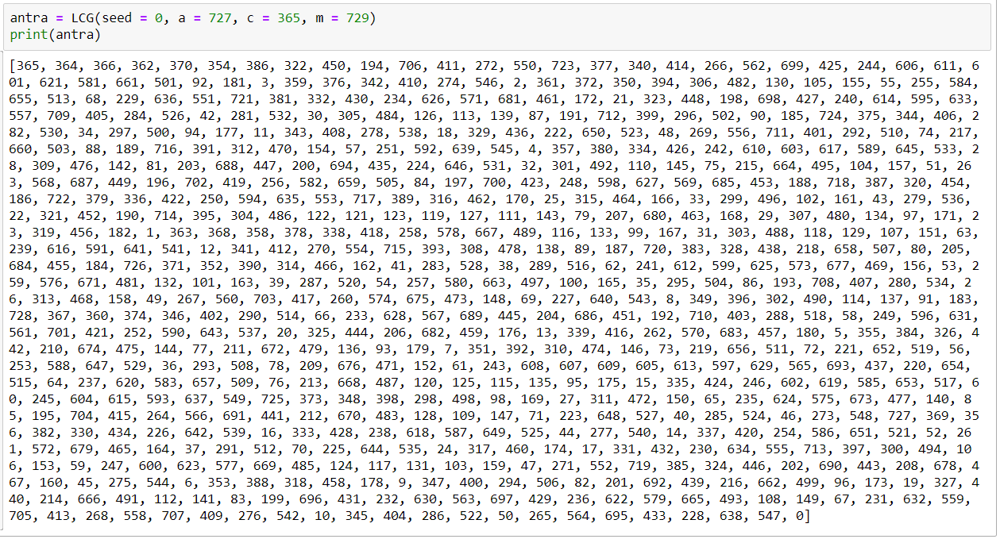 antra = LCG(seed = 0, a = 727, c = 365, m = 729)
print(antra)
[365, 364, 366, 362, 370, 354, 386, 322, 450, 194, 706, 411, 272, 550, 723, 377, 340, 414, 266, 562, 699, 425, 244, 606, 611, 6
01, 621, 581, 661, 501, 92, 181, 3, 359, 376, 342, 410, 274, 546, 2, 361, 372, 350, 394, 306, 482, 130, 105, 155, 55, 255, 584,
655, 513, 68, 229, 636, 551, 721, 381, 332, 430, 234, 626, 571, 681, 461, 172, 21, 323, 448, 198, 698, 427, 240, 614, 595, 633,
557, 709, 405, 284, 526, 42, 281, 532, 30, 305, 484, 126, 113, 139, 87, 191, 712, 399, 296, 502, 90, 185, 724, 375, 344, 406, 2
82, 530, 34, 297, 500, 94, 177, 11, 343, 408, 278, 538, 18, 329, 436, 222, 650, 523, 48, 269, 556, 711, 401, 292, 510, 74, 217,
660, 503, 88, 189, 716, 391, 312, 470, 154, 57, 251, 592, 639, 545, 4, 357, 380, 334, 426, 242, 610, 603, 617, 589, 645, 533, 2
8, 309, 476, 142, 81, 203, 688, 447, 200, 694, 435, 224, 646, 531, 32, 301, 492, 110, 145, 75, 215, 664, 495, 104, 157, 51, 26
3, 568, 687, 449, 196, 702, 419, 256, 582, 659, 505, 84, 197, 700, 423, 248, 598, 627, 569, 685, 453, 188, 718, 387, 320, 454,
186, 722, 379, 336, 422, 250, 594, 635, 553, 717, 389, 316, 462, 170, 25, 315, 464, 166, 33, 299, 496, 102, 161, 43, 279, 536,
22, 321, 452, 190, 714, 395, 304, 486, 122, 121, 123, 119, 127, 111, 143, 79, 207, 680, 463, 168, 29, 307, 480, 134, 97, 171, 2
3, 319, 456, 182, 1, 363, 368, 358, 378, 338, 418, 258, 578, 667, 489, 116, 133, 99, 167, 31, 303, 488, 118, 129, 107, 151, 63,
239, 616, 591, 641, 541, 12, 341, 412, 270, 554, 715, 393, 308, 478, 138, 89, 187, 720, 383, 328, 438, 218, 658, 507, 80, 205,
684, 455, 184, 726, 371, 352, 390, 314, 466, 162, 41, 283, 528, 38, 289, 516, 62, 241, 612, 599, 625, 573, 677, 469, 156, 53, 2
59, 576, 671, 481, 132, 101, 163, 39, 287, 520, 54, 257, 580, 663, 497, 100, 165, 35, 295, 504, 86, 193, 708, 407, 280, 534, 2
6, 313, 468, 158, 49, 267, 560, 703, 417, 260, 574, 675, 473, 148, 69, 227, 640, 543, 8, 349, 396, 302, 490, 114, 137, 91, 183,
728, 367, 360, 374, 346, 402, 290, 514, 66, 233, 628, 567, 689, 445, 204, 686, 451, 192, 710, 403, 288, 518, 58, 249, 596, 631,
561, 701, 421, 252, 590, 643, 537, 20, 325, 444, 206, 682, 459, 176, 13, 339, 416, 262, 570, 683, 457, 180, 5, 355, 384, 326, 4
42, 210, 674, 475, 144, 77, 211, 672, 479, 136, 93, 179, 7, 351, 392, 310, 474, 146, 73, 219, 656, 511, 72, 221, 652, 519, 56,
253, 588, 647, 529, 36, 293, 508, 78, 209, 676, 471, 152, 61, 243, 608, 607, 609, 605, 613, 597, 629, 565, 693, 437, 220, 654,
515, 64, 237, 620, 583, 657, 509, 76, 213, 668, 487, 120, 125, 115, 135, 95, 175, 15, 335, 424, 246, 602, 619, 585, 653, 517, 6
0, 245, 604, 615, 593, 637, 549, 725, 373, 348, 398, 298, 498, 98, 169, 27, 311, 472, 150, 65, 235, 624, 575, 673, 477, 140, 8
5, 195, 704, 415, 264, 566, 691, 441, 212, 670, 483, 128, 109, 147, 71, 223, 648, 527, 40, 285, 524, 46, 273, 548, 727, 369, 35
6, 382, 330, 434, 226, 642, 539, 16, 333, 428, 238, 618, 587, 649, 525, 44, 277, 540, 14, 337, 420, 254, 586, 651, 521, 52, 26
1, 572, 679, 465, 164, 37, 291, 512, 70, 225, 644, 535, 24, 317, 460, 174, 17, 331, 432, 230, 634, 555, 713, 397, 300, 494, 10
6, 153, 59, 247, 600, 623, 577, 669, 485, 124, 117, 131, 103, 159, 47, 271, 552, 719, 385, 324, 446, 202, 690, 443, 208, 678, 4
67, 160, 45, 275, 544, 6, 353, 388, 318, 458, 178, 9, 347, 400, 294, 506, 82, 201, 692, 439, 216, 662, 499, 96, 173, 19, 327, 4
40, 214, 666, 491, 112, 141, 83, 199, 696, 431, 232, 630, 563, 697, 429, 236, 622, 579, 665, 493, 108, 149, 67, 231, 632, 559,
705, 413, 268, 558, 707, 409, 276, 542, 10, 345, 404, 286, 522, 50, 265, 564, 695, 433, 228, 638, 547, 0]